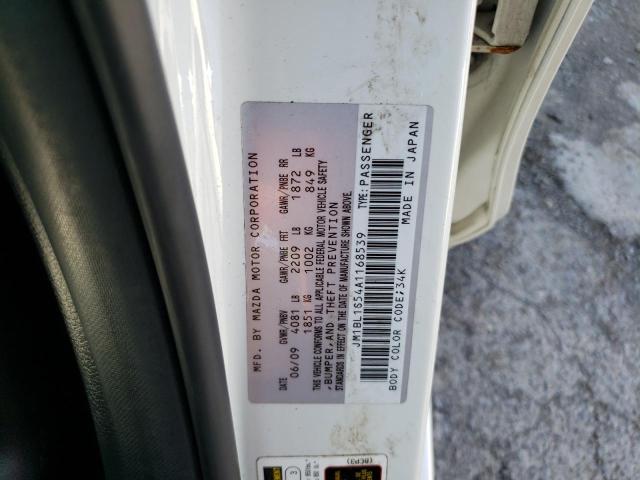 MFD. BY MAZDA MOTOR CORPORATION
DATE GVWR/PNBV GAWR/PNBE FRT GAWR/PNBE RR
06/09 4081 LB 2209 LB 1872 LB
1851 KG 1002 KG 849 KG
THIS VEHICLE CONFORMS TO ALL APPLICABLE FEDERAL MOTOR VEHICLE SAFETY
,BUMPER,AND THEFT PREVENTION
STANDARDS IN EFFECT ON THE DATE OF MANUFACTURE SHOWN ABOVE.
JM1BL1S54A1168539 TYPE:PASSENGER
BODY COLOR CODE;34K MADE IN JAPAN
(BCP3)
3